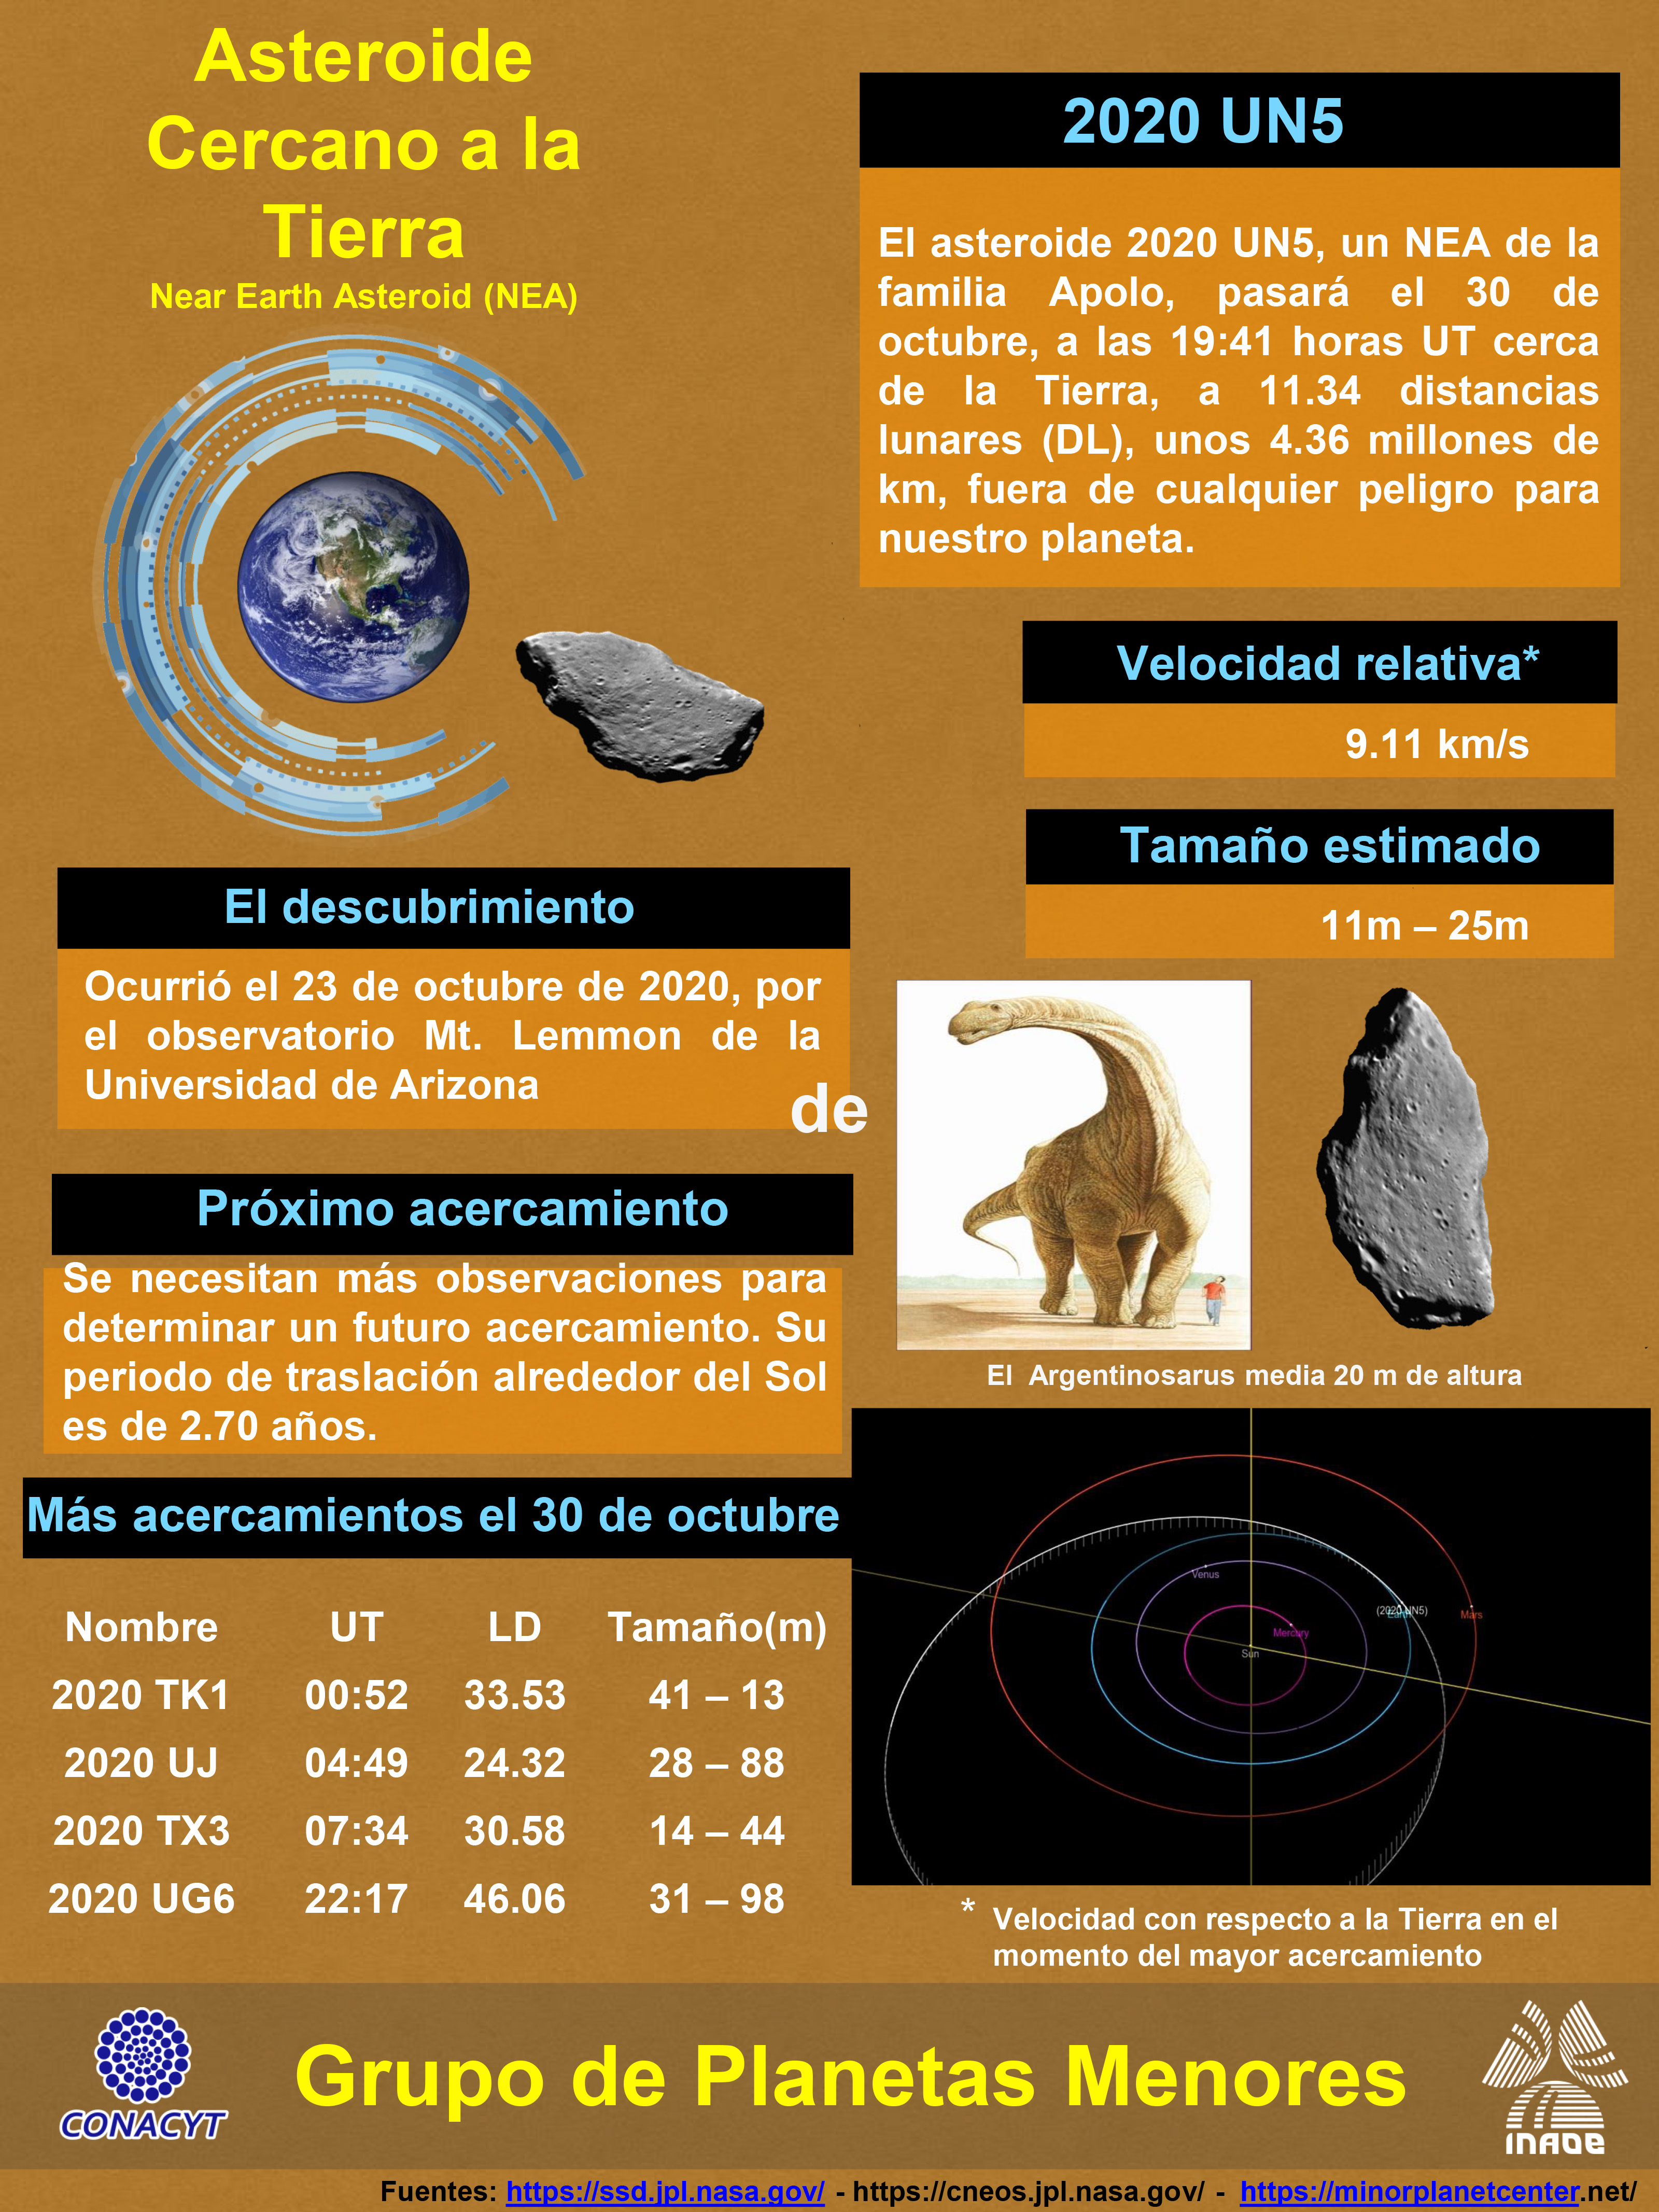 Asteroide
Cercano a la
Tierra
Near Earth Asteroid (NEA)
2020 UN5
El asteroide 2020 UN5, un NEA de la
familia Apolo, pasará el 30 de
octubre, a las 19:41 horas UT cerca
de la Tierra, a 11.34 distancias
lunares (DL), unos 4.36 millones de
km, fuera de cualquier peligro para
nuestro planeta.
Velocidad relativa*
9.11 km/s
Tamaño estimado
11m – 25m
El descubrimiento
Ocurrió el 23 de octubre de 2020, por
el observatorio Mt. Lemmon de la
Universidad de Arizona
de
Próximo acercamiento
Se necesitan más observaciones para
determinar un futuro acercamiento. Su
periodo de traslación alrededor del Sol
es de 2.70 años.
El Argentinosarus media 20 m de altura
Más acercamientos el 30 de octubre
Nombre UT LD Tamaño(m)
2020 TK1 00:52 33.53 41 – 13
2020 UJ 04:49 24.32 28 – 88
2020 TX3 07:34 30.58 14 – 44
2020 UG6 22:17 46.06 31 – 98
Venus
(2020 UN5)
Earth
Mars
Mercury
Sun
* Velocidad con respecto a la Tierra en el
momento del mayor acercamiento
CONACYT
Grupo de Planetas Menores
INAOE
Fuentes: https://ssd.jpl.nasa.gov/ - https://cneos.jpl.nasa.gov/ - https://minorplanetcenter.net/